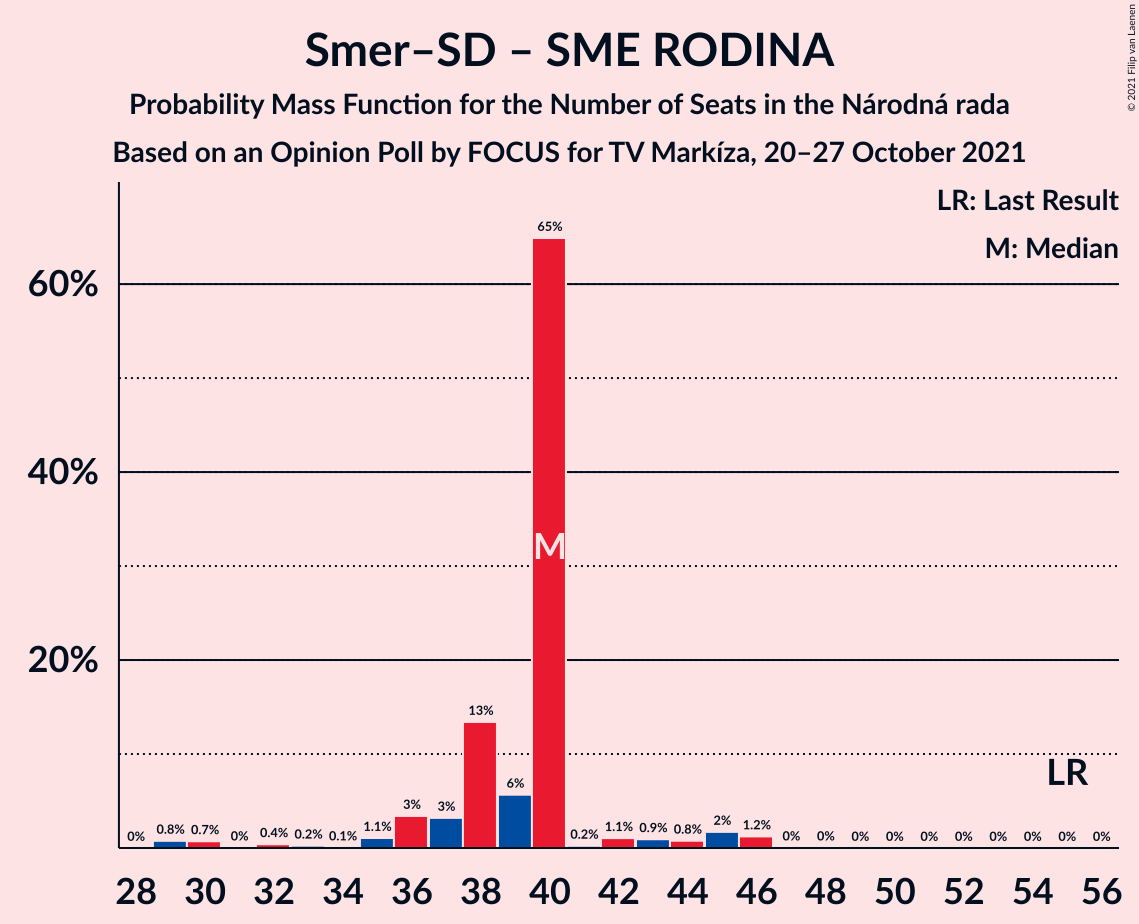 Smer–SD – SME RODINA
Probability Mass Function for the Number of Seats in the Národná rada
Based on an Opinion Poll by FOCUS for TV Markíza, 20–27 October 2021
© 2021 Filip van Laenen
LR: Last Result
M: Median
60%
40%
20%
0% 0.8% 0.7% 0% 0.4% 0.2% 0.1% 1.1% 3% 3% 13% 6% 65% 0.2% 1.1% 0.9% 0.8% 2% 1.2% 0% 0% 0% 0% 0% 0% 0% 0% 0% 0%
M
LR
28 30 32 34 36 38 40 42 44 46 48 50 52 54 56